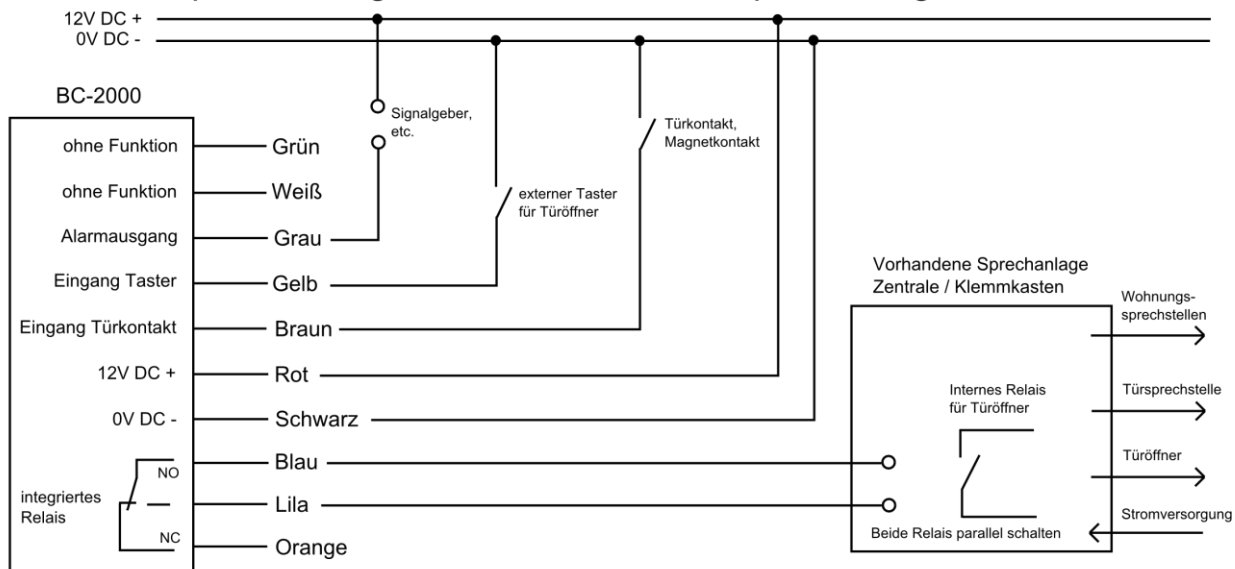 12V DC +
0V DC -
BC-2000
ohne Funktion
Grün
ohne Funktion
Weiß
Alarmausgang
Grau
Eingang Taster
Gelb
Eingang Türkontakt
Braun
12V DC +
Rot
0V DC -
Schwarz
Blau
NO
integriertes
Relais
Lila
NC
Orange
Signalgeber,
etc.
externer Taster
für Türöffner
Türkontakt,
Magnetkontakt
Vorhandene Sprechanlage
Zentrale / Klemmkasten
Internes Relais
für Türöffner
Beide Relais parallel schalten
Wohnungs-
sprechstellen
Türsprechstelle
Türöffner
Stromversorgung